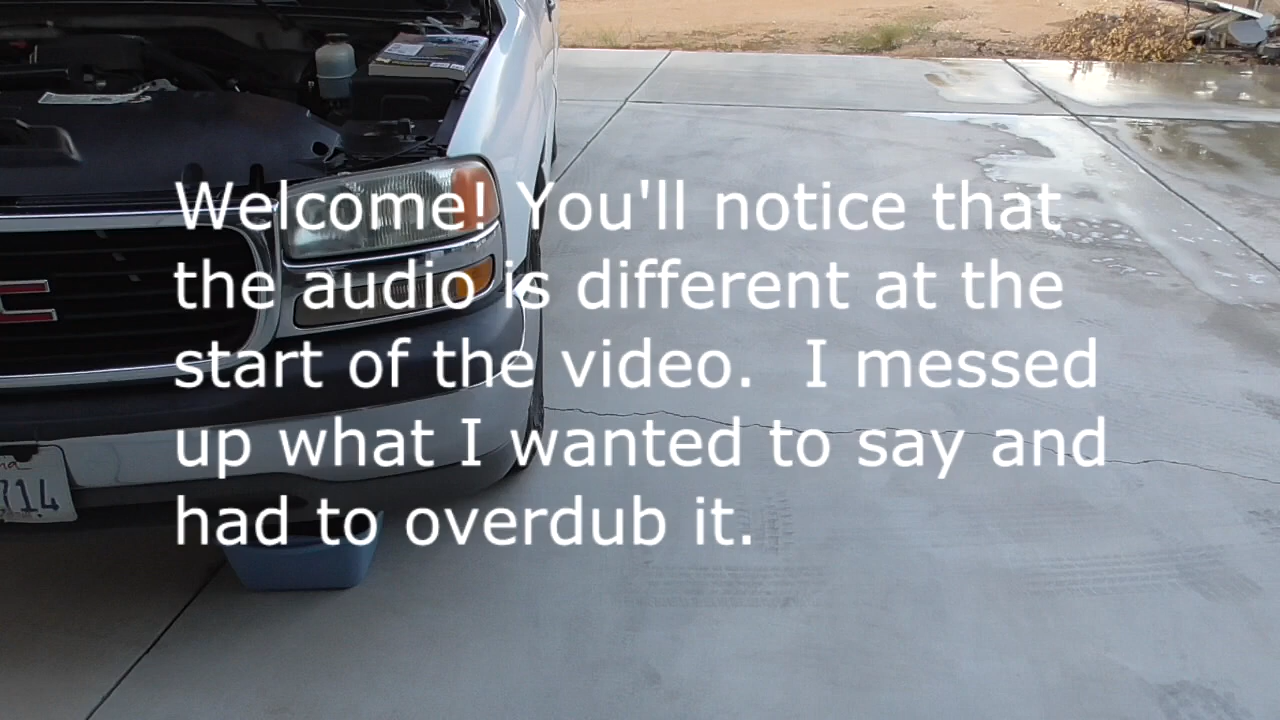 Welcome! You'll notice that
the audio is different at the
start of the video.  I messed
up what I wanted to say and
had to overdub it.
714